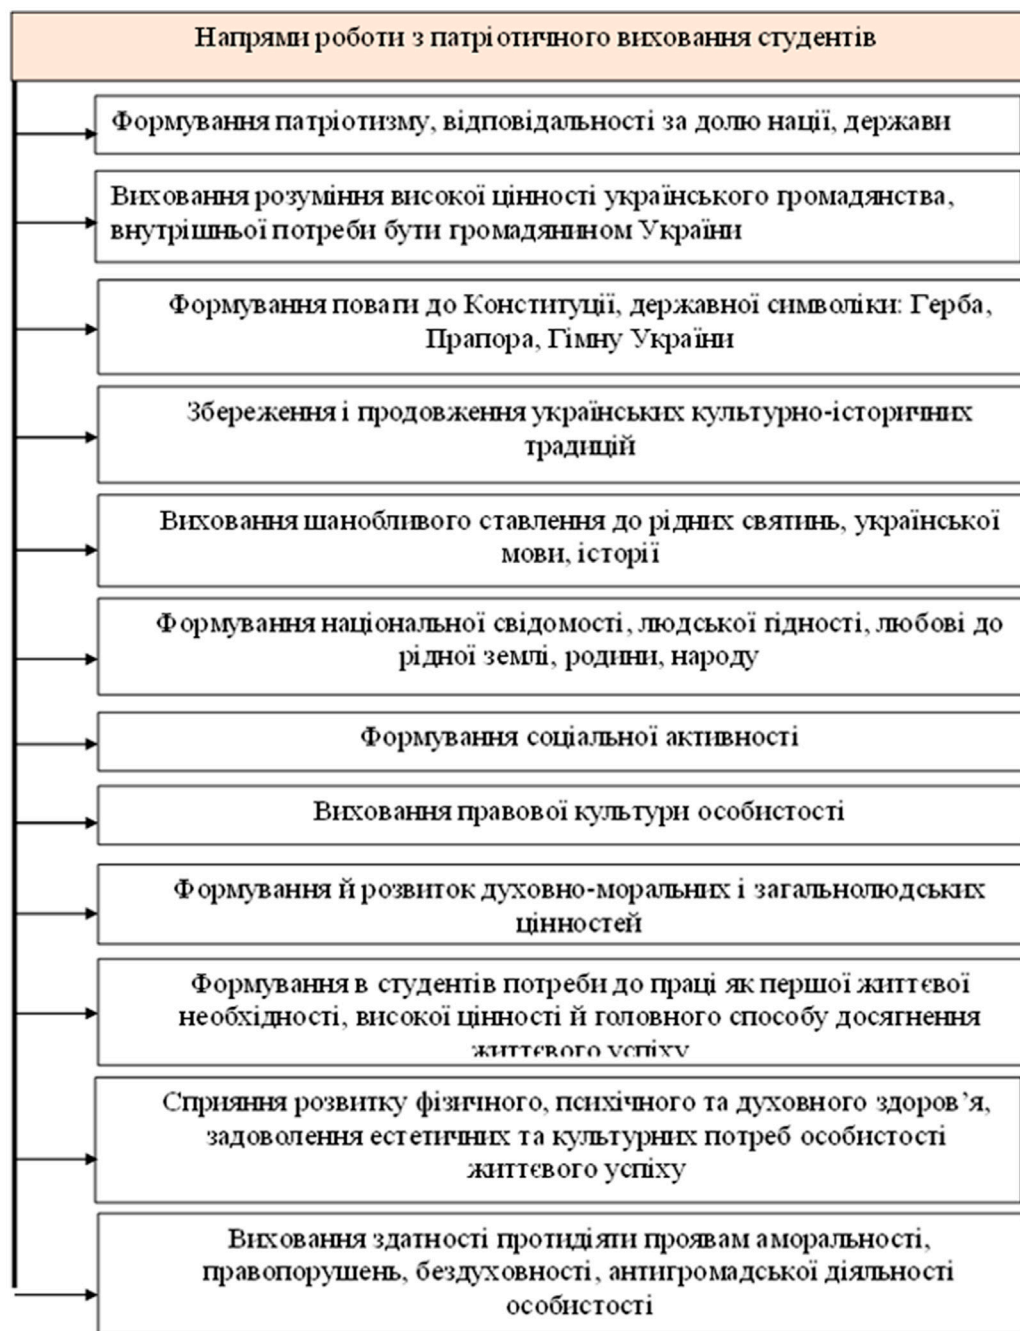 Напрями роботи з патріотичного виховання студентів
Формування патріотизму, відповідальності за долю нації, держави
Виховання розуміння високої цінності українського громадянства,
внутрішньої потреби бути громадянином України
Формування поваги до Конституції, державної символіки: Герба,
Прапора, Гімну України
Збереження і продовження українських культурно-історичних
традицій
Виховання шанобливого ставлення до рідних святинь, української
мови, історії
Формування національної свідомості, людської гідності, любові до
рідної землі, родини, народу
Формування соціальної активності
Виховання правової культури особистості
Формування й розвиток духовно-моральних і загальнолюдських
цінностей
Формування в студентів потреби до праці як першої життєвої
необхідності, високої цінності й головного способу досягнення
життєвого успіху
Сприяння розвитку фізичного, психічного та духовного здоров’я,
задоволення естетичних та культурних потреб особистості
життєвого успіху
Виховання здатності протидіяти проявам аморальності,
правопорушень, бездуховності, антигромадської діяльності
особистості